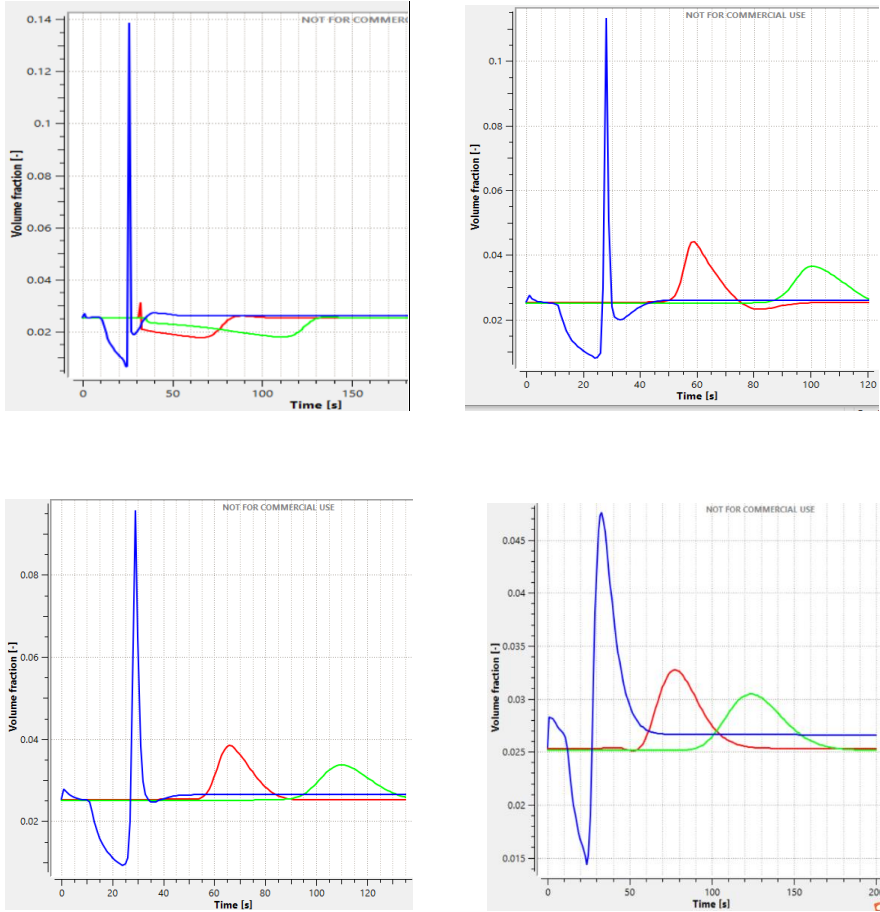 NOT FOR COMMERC
0.14
0.12
0.1
0.08
0.06
0.04
0.02
Volume fraction [-]
0 50 100 150
Time [s]
NOT FOR COMMERCIAL USE
0.1
0.08
0.06
0.04
0.02
Volume fraction [-]
0 20 40 60 80 100 120
Time [s]
NOT FOR COMMERCIAL USE
0.08
0.06
0.04
0.02
Volume fraction [-]
0 20 40 60 80 100 120
Time [s]
NOT FOR COMMERCIAL USE
0.045
0.04
0.035
0.03
0.025
0.02
0.015
Volume fraction [-]
0 50 100 150 20
Time [s]